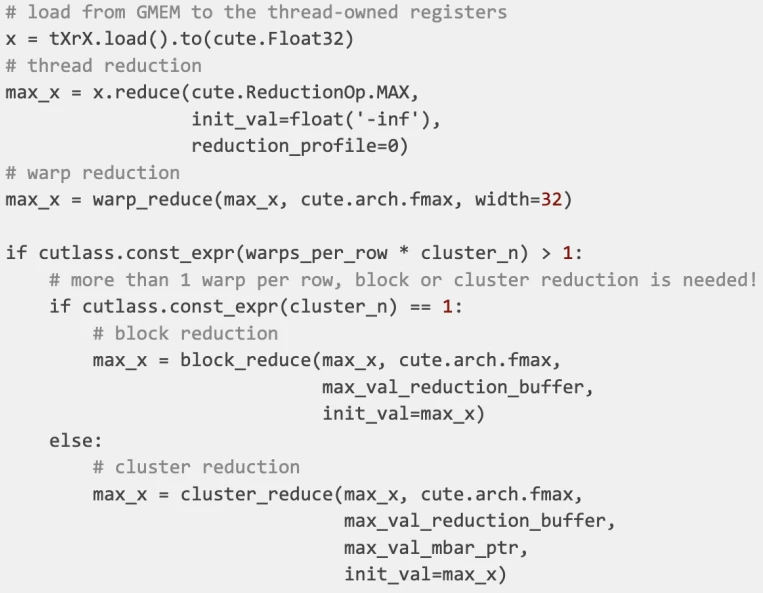 # load from GMEM to the thread-owned registers
x = tXrX.load().to(cute.Float32)
# thread reduction
max_x = x.reduce(cute.ReductionOp.MAX,
                 init_val=float('-inf'),
                 reduction_profile=0)
# warp reduction
max_x = warp_reduce(max_x, cute.arch.fmax, width=32)

if cutlass.const_expr(warps_per_row * cluster_n) > 1:
    # more than 1 warp per row, block or cluster reduction is needed!
    if cutlass.const_expr(cluster_n) == 1:
        # block reduction
        max_x = block_reduce(max_x, cute.arch.fmax,
                             max_val_reduction_buffer,
                             init_val=max_x)
    else:
        # cluster reduction
        max_x = cluster_reduce(max_x, cute.arch.fmax,
                               max_val_reduction_buffer,
                               max_val_mbar_ptr,
                               init_val=max_x)